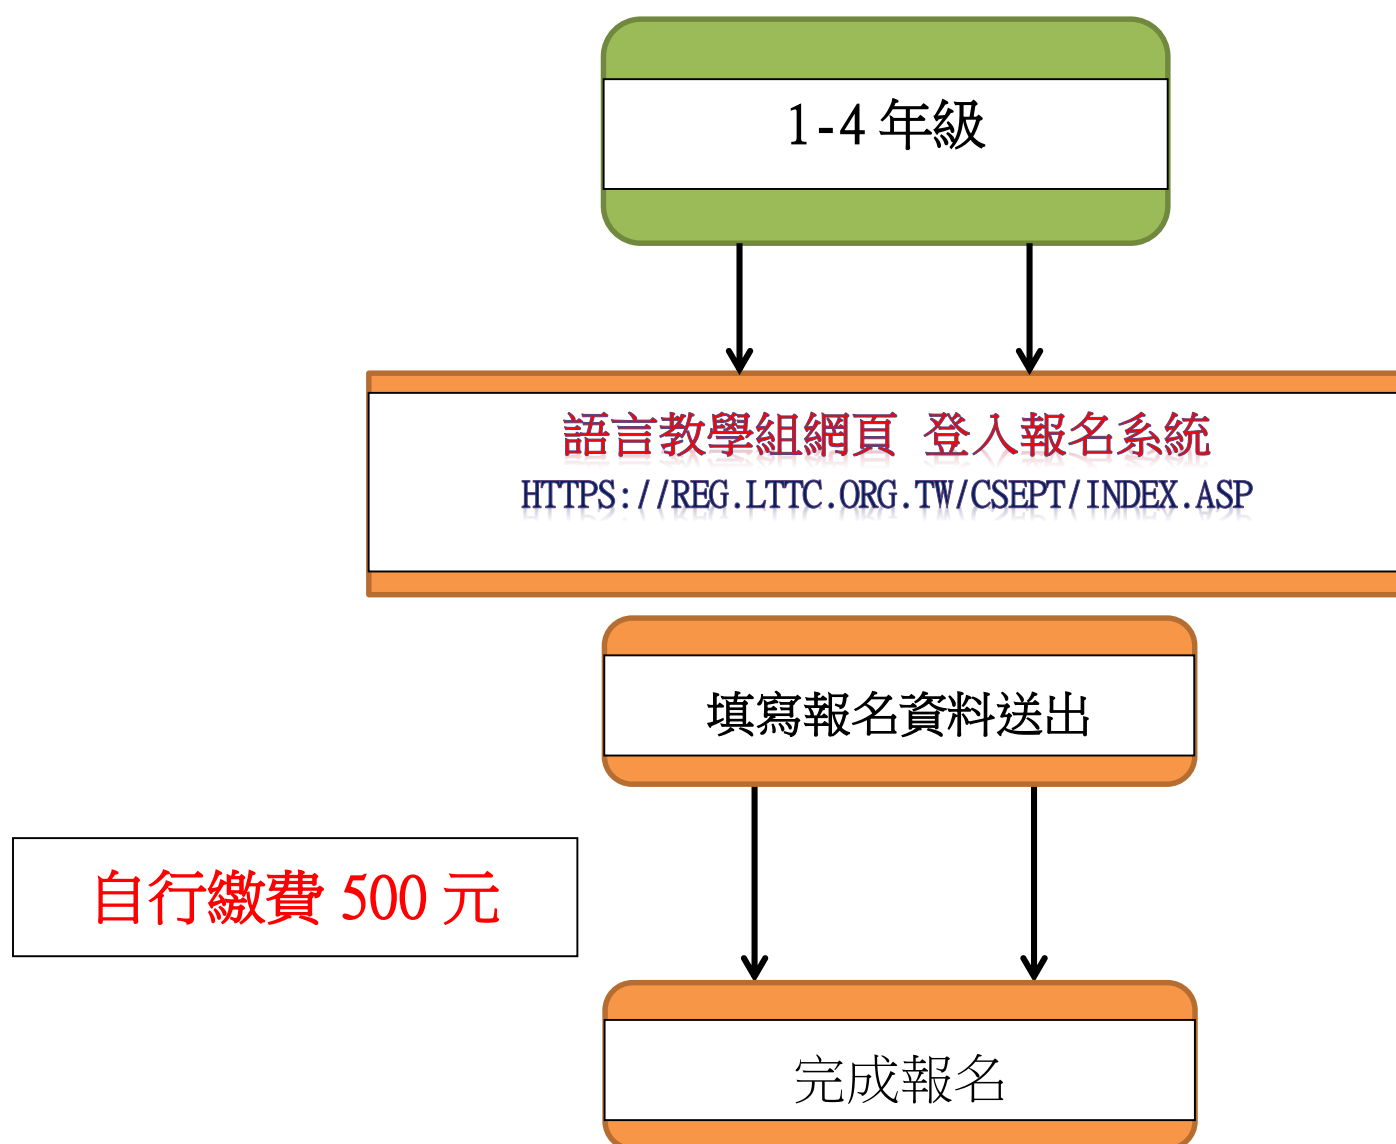 1-4 年級
語言教學組網頁 登入報名系統
HTTPS://REG.LTTC.ORG.TW/CSEPT/INDEX.ASP
填寫報名資料送出
自行繳費 500 元
完成報名